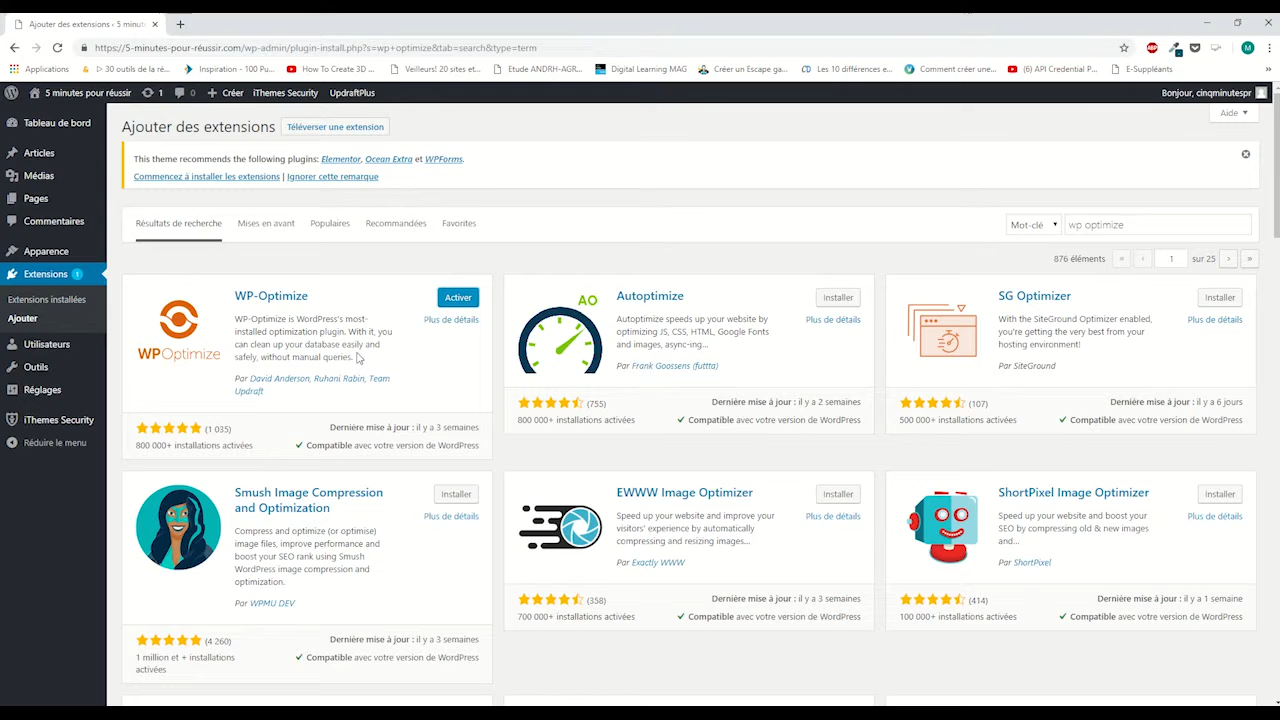 Ajouter des extensions ‹ 5 minut
https://5-minutes-pour-réussir.com/wp-admin/plugin-install.php?s=wp+optimize&tab=search&type=term
Applications
▷ 30 outils de la ré...
Inspiration - 100 Pu...
How To Create 3D ...
Veilleurs! 20 sites et...
Etude ANDRH-AGR...
Digital Learning MAG
Créer un Escape ga...
Les 10 différences e...
Comment créer une...
(6) API Credential P...
E-Suppléants
5 minutes pour réussir
1
0
Créer
iThemes Security
UpdraftPlus
Bonjour, cinqminutespr
Tableau de bord
Articles
Médias
Pages
Commentaires
Apparence
Extensions 1
Extensions installées
Ajouter
Utilisateurs
Outils
Réglages
iThemes Security
Réduire le menu
Aide
Ajouter des extensions
Téléverser une extension
This theme recommends the following plugins: Elementor, Ocean Extra et WPForms.
Commencez à installer les extensions | Ignorer cette remarque
Résultats de recherche
Mises en avant
Populaires
Recommandées
Favorites
Mot-clé
wp optimize
876 éléments
«
‹
1
sur 25
›
»
WPOptimize
WP-Optimize
Activer
Plus de détails
WP-Optimize is WordPress's most-
installed optimization plugin. With it, you
can clean up your database easily and
safely, without manual queries.
Par David Anderson, Ruhani Rabin, Team
Updraft
(1 035)
Dernière mise à jour : il y a 3 semaines
800 000+ installations activées
Compatible avec votre version de WordPress
AO
Autoptimize
Installer
Plus de détails
Autoptimize speeds up your website by
optimizing JS, CSS, HTML, Google Fonts
and images, async-ing...
Par Frank Goossens (futtta)
(755)
Dernière mise à jour : il y a 2 semaines
800 000+ installations activées
Compatible avec votre version de WordPress
SG Optimizer
Installer
Plus de détails
With the SiteGround Optimizer enabled,
you're getting the very best from your
hosting environment!
Par SiteGround
(107)
Dernière mise à jour : il y a 6 jours
500 000+ installations activées
Compatible avec votre version de WordPress
Smush Image Compression
and Optimization
Installer
Plus de détails
Compress and optimize (or optimise)
image files, improve performance and
boost your SEO rank using Smush
WordPress image compression and
optimization.
Par WPMU DEV
(4 260)
Dernière mise à jour : il y a 3 semaines
1 million et + installations
activées
Compatible avec votre version de WordPress
EWWW Image Optimizer
Installer
Plus de détails
Speed up your website and improve your
visitors' experience by automatically
compressing and resizing images...
Par Exactly WWW
(358)
Dernière mise à jour : il y a 3 semaines
700 000+ installations activées
Compatible avec votre version de WordPress
ShortPixel Image Optimizer
Installer
Plus de détails
Speed up your website and boost your
SEO by compressing old & new images
and...
Par ShortPixel
(414)
Dernière mise à jour : il y a 1 semaine
100 000+ installations activées
Compatible avec votre version de WordPress